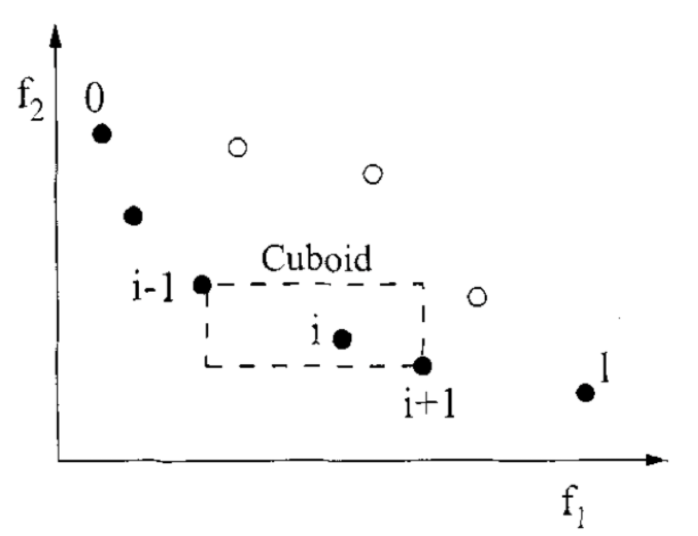 0
f₂
Cuboid
i-1
i
l
i+1
f₁